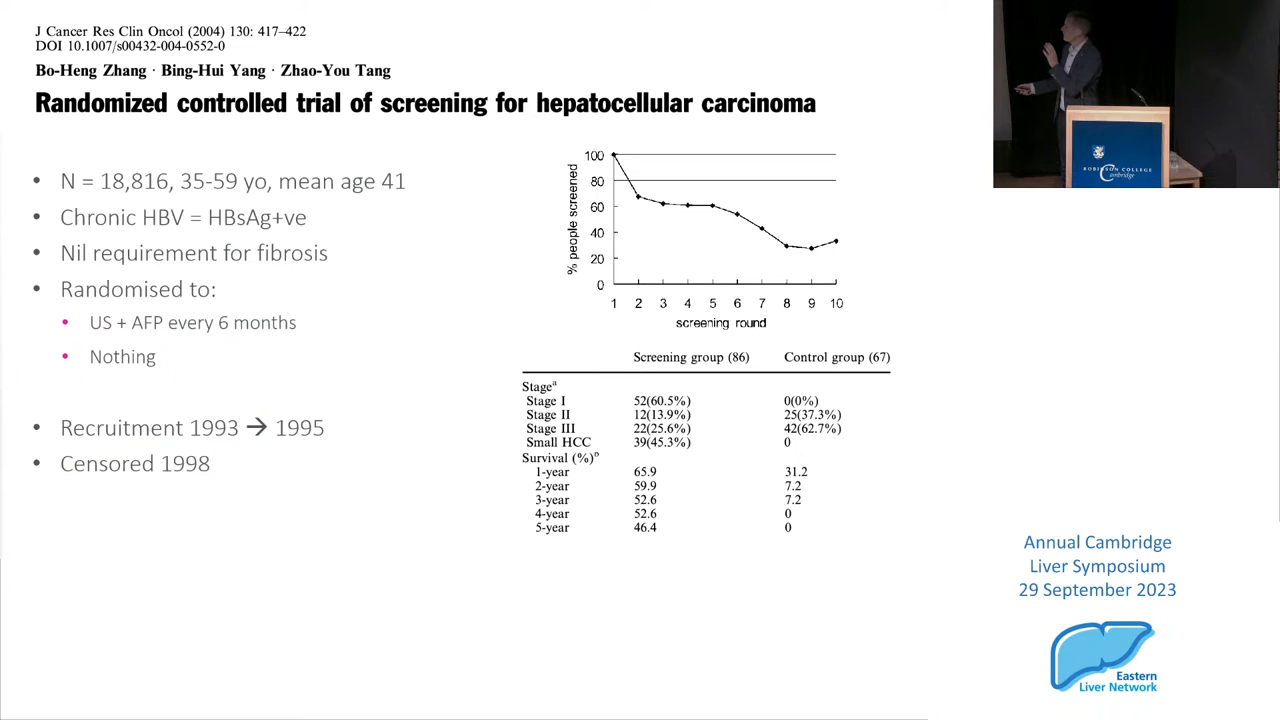 J Cancer Res Clin Oncol (2004) 130: 417–422
DOI 10.1007/s00432-004-0552-0
Bo-Heng Zhang · Bing-Hui Yang · Zhao-You Tang
Randomized controlled trial of screening for hepatocellular carcinoma
• N = 18,816, 35-59 yo, mean age 41
• Chronic HBV = HBsAg+ve
• Nil requirement for fibrosis
• Randomised to:
• US + AFP every 6 months
• Nothing
• Recruitment 1993 → 1995
• Censored 1998
% people screened
100
80
60
40
20
0
1 2 3 4 5 6 7 8 9 10
screening round
Screening group (86) Control group (67)
Stageᵃ
Stage I 52(60.5%) 0(0%)
Stage II 12(13.9%) 25(37.3%)
Stage III 22(25.6%) 42(62.7%)
Small HCC 39(45.3%) 0
Survival (%)ᵇ
1-year 65.9 31.2
2-year 59.9 7.2
3-year 52.6 7.2
4-year 52.6 0
5-year 46.4 0
ROBINSON COLLEGE
Cambridge
Annual Cambridge
Liver Symposium
29 September 2023
Eastern
Liver Network